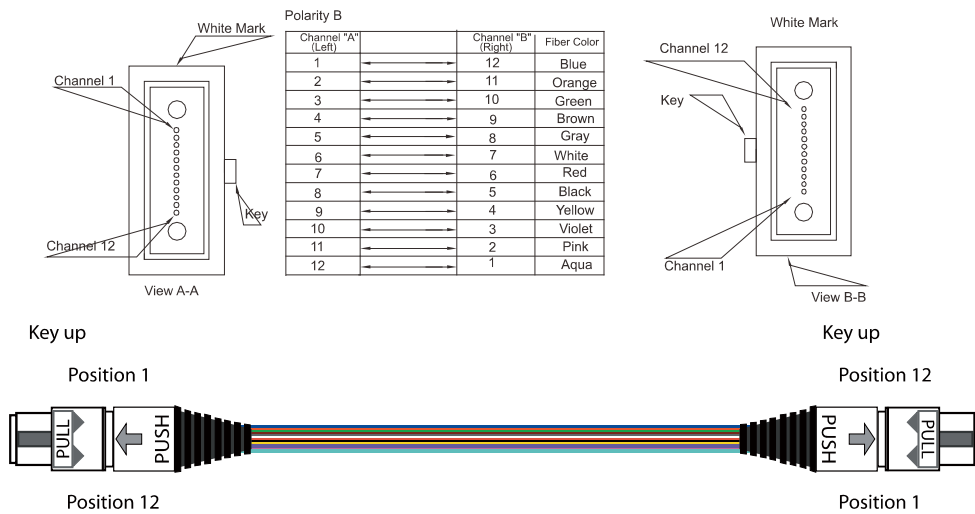 White Mark
Channel 1
Key
Channel 12
View A-A
Polarity B
Channel "A" (Left) Channel "B" (Right) Fiber Color
1 12 Blue
2 11 Orange
3 10 Green
4 9 Brown
5 8 Gray
6 7 White
7 6 Red
8 5 Black
9 4 Yellow
10 3 Violet
11 2 Pink
12 1 Aqua
White Mark
Channel 12
Key
Channel 1
View B-B
Key up
Key up
Position 1
Position 12
PULL
PUSH
PUSH
PULL
Position 12
Position 1